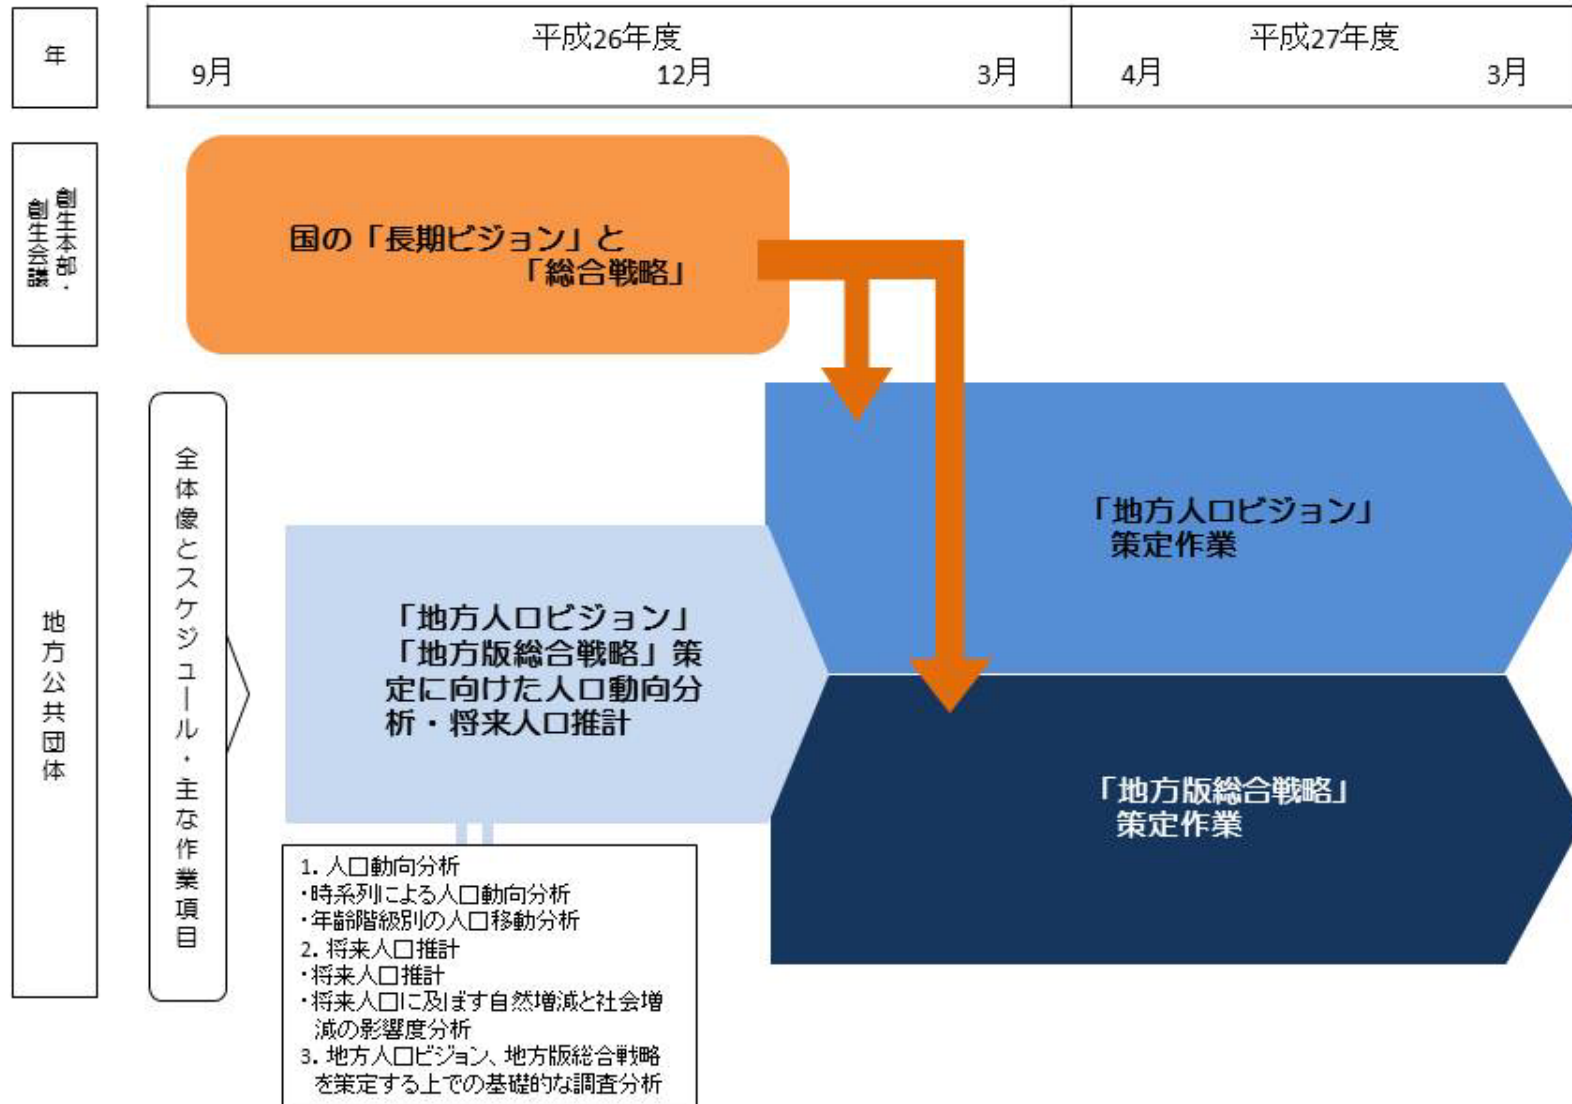 年
平成26年度
平成27年度
9月
12月
3月
4月
3月
創生本部・
創生会議
国の「長期ビジョン」と
「総合戦略」
地方公共団体
全体像とスケジュール・主な作業項目
「地方人口ビジョン」
「地方版総合戦略」策
定に向けた人口動向分
析・将来人口推計
「地方人口ビジョン」
策定作業
「地方版総合戦略」
策定作業
1. 人口動向分析
・時系列による人口動向分析
・年齢階級別の人口移動分析
2. 将来人口推計
・将来人口推計
・将来人口に及ぼす自然増減と社会増
減の影響度分析
3. 地方人口ビジョン、地方版総合戦略
を策定する上での基礎的な調査分析